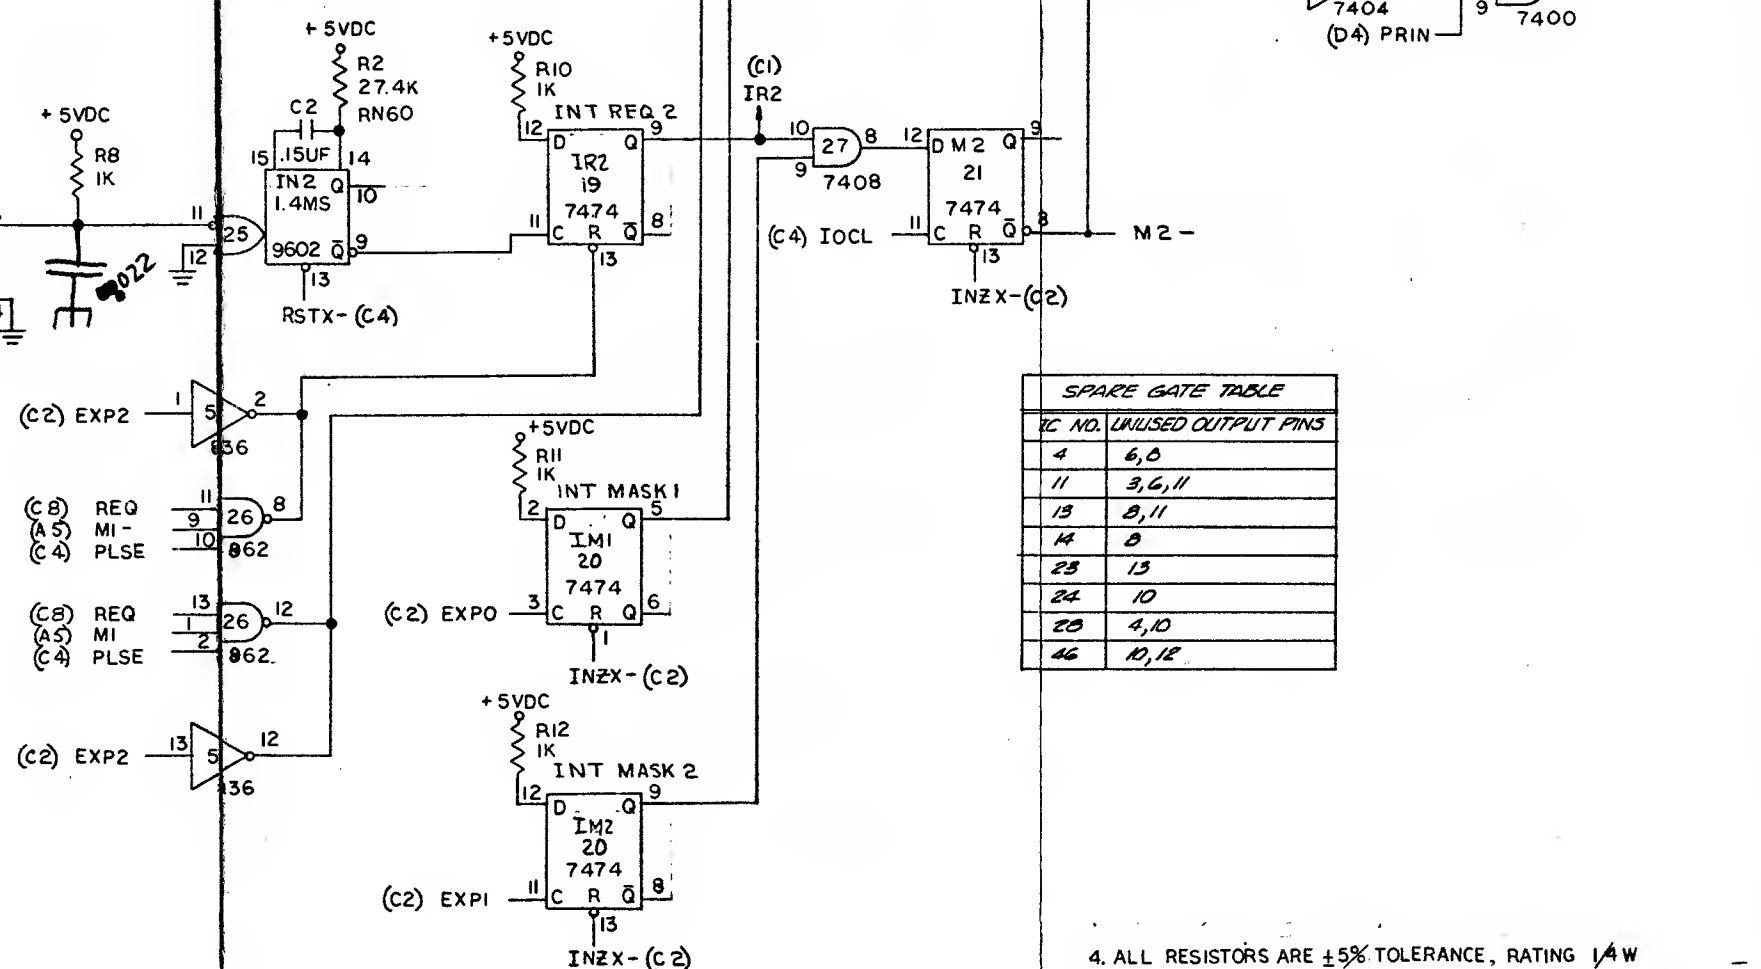 +5VDC
R2
27.4K
RN60
C2
.15UF
15
14
IN2
Q
10
1.4MS
9602 Q̅
9
13
RSTX-(C4)
+5VDC
R8
1K
11
25
12
.022
+5VDC
R10
1K
INT REQ 2
12
9
D
Q
IR2
19
7474
11
8
C R Q̅
13
(C1)
IR2
10
27
8
9
7408
12
D M2 Q
9
21
7474
(C4) IOCL
11
C R Q̅
8
13
M2-
INZX-(C2)
7404
9
7400
(D4) PRIN
(C2) EXP2
1
5
2
836
(C8) REQ
11
(A5) MI-
9
(C4) PLSE
10
26
8
862
(C8) REQ
13
(A5) MI
1
(C4) PLSE
2
26
12
862
(C2) EXP2
13
5
12
+5VDC
R11
1K
INT MASK 1
2
5
D Q
IM1
20
7474
(C2) EXP0
3
C R Q
6
1
INZX-(C2)
+5VDC
R12
1K
INT MASK 2
12
9
D Q
IM2
20
7474
(C2) EXP1
11
C R Q̅
8
13
INZX-(C2)
SPARE GATE TABLE
IC NO. UNUSED OUTPUT PINS
4 6,8
11 3,6,11
13 8,11
14 8
23 13
24 10
28 4,10
46 10,12
4. ALL RESISTORS ARE ±5% TOLERANCE, RATING 1/4W